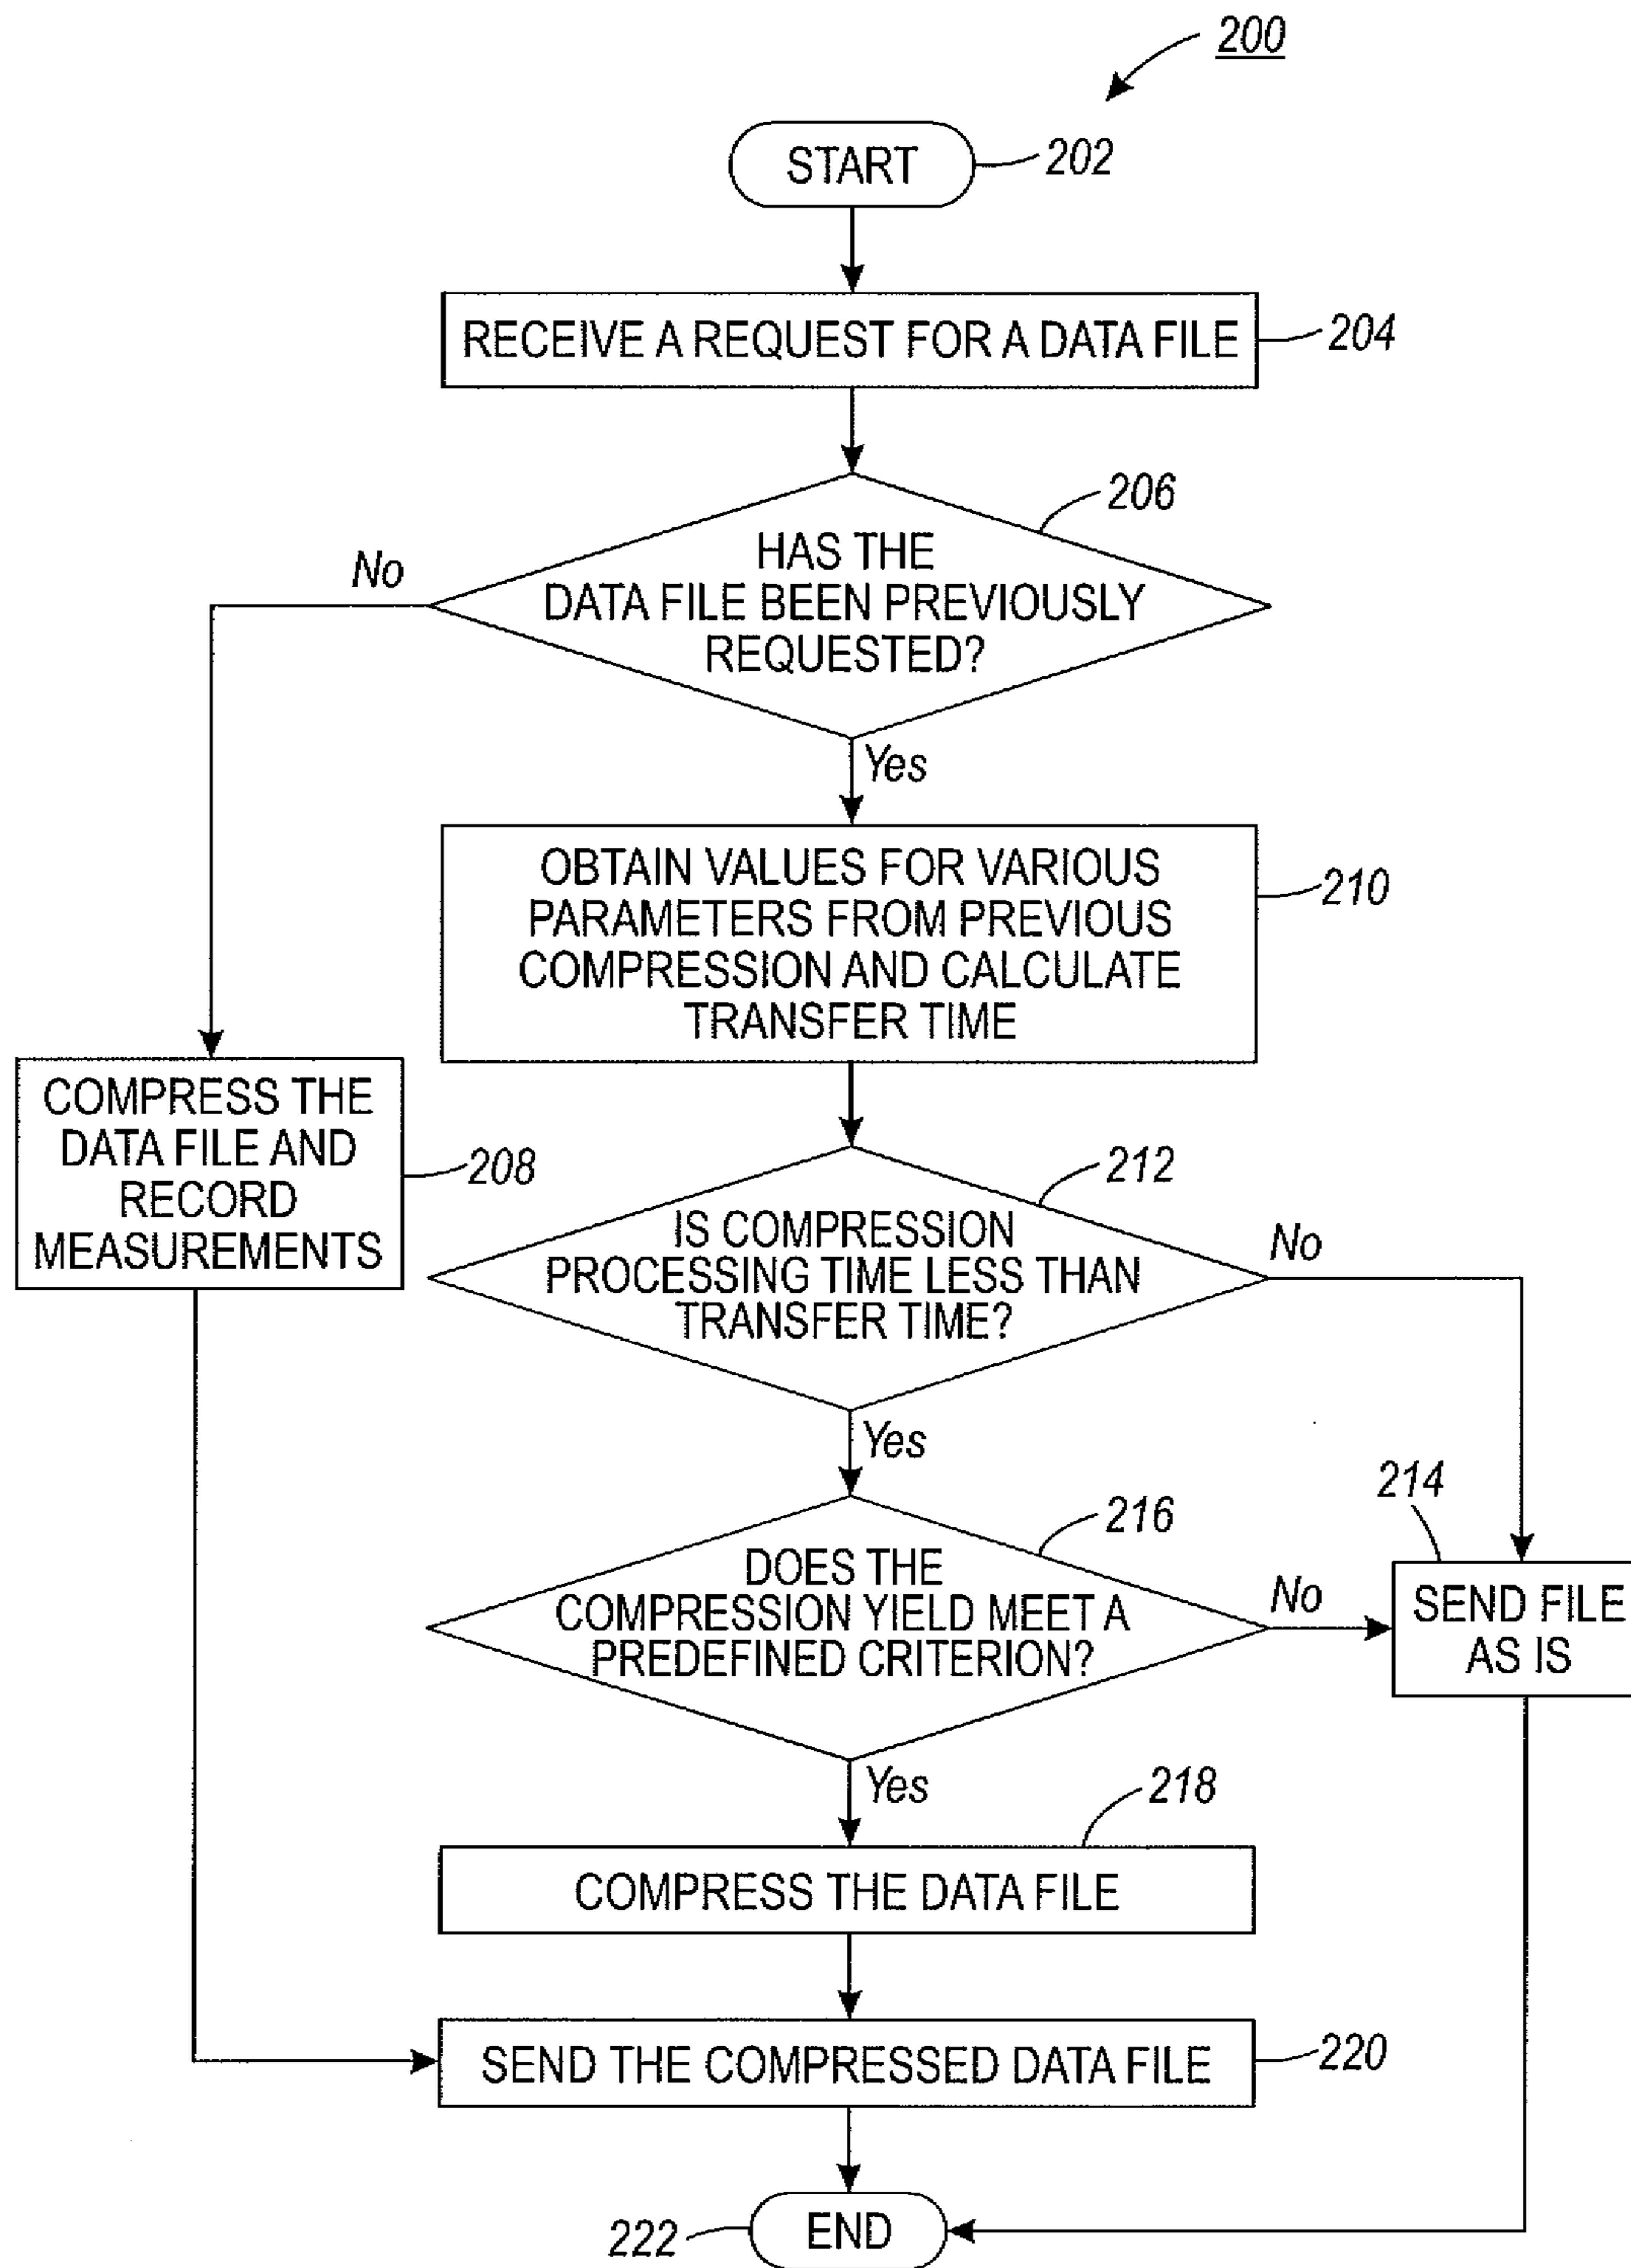 200
START
202
RECEIVE A REQUEST FOR A DATA FILE
204
206
HAS THE
DATA FILE BEEN PREVIOUSLY
REQUESTED?
No
Yes
OBTAIN VALUES FOR VARIOUS
PARAMETERS FROM PREVIOUS
COMPRESSION AND CALCULATE
TRANSFER TIME
210
COMPRESS THE
DATA FILE AND
RECORD
MEASUREMENTS
208
212
IS COMPRESSION
PROCESSING TIME LESS THAN
TRANSFER TIME?
No
Yes
214
SEND FILE
AS IS
216
DOES THE
COMPRESSION YIELD MEET A
PREDEFINED CRITERION?
No
Yes
218
COMPRESS THE DATA FILE
SEND THE COMPRESSED DATA FILE
220
222
END